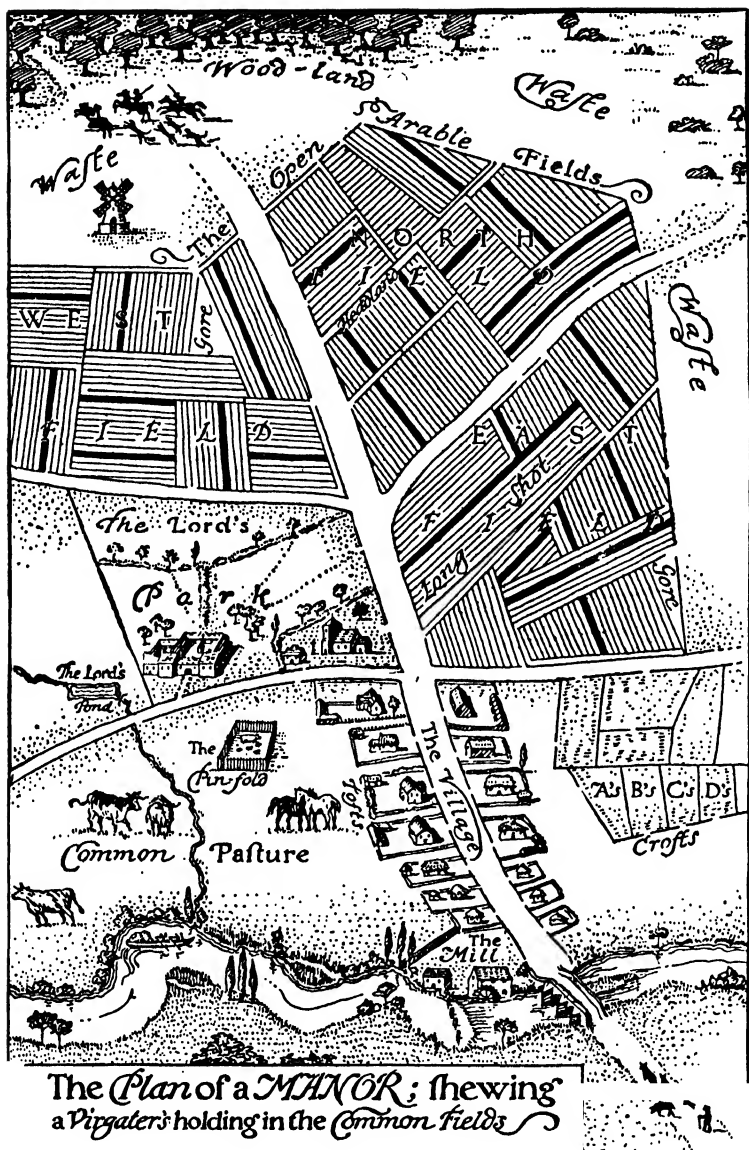 Wood-land
Waſte
Waſte
The Open Arable Fields
NORTH
FIELD
Headland
WEST
FIELD
Gore
Waſte
EAST
FIELD
Long Shot
Gore
The Lord's
Park
The Lord's
Pond
The
Pinfold
Tofts
The Village
A's B's C's D's
Crofts
Common Paſture
The
Mill
The Plan of a MANOR; ſhewing
a Virgater's holding in the Common Fields